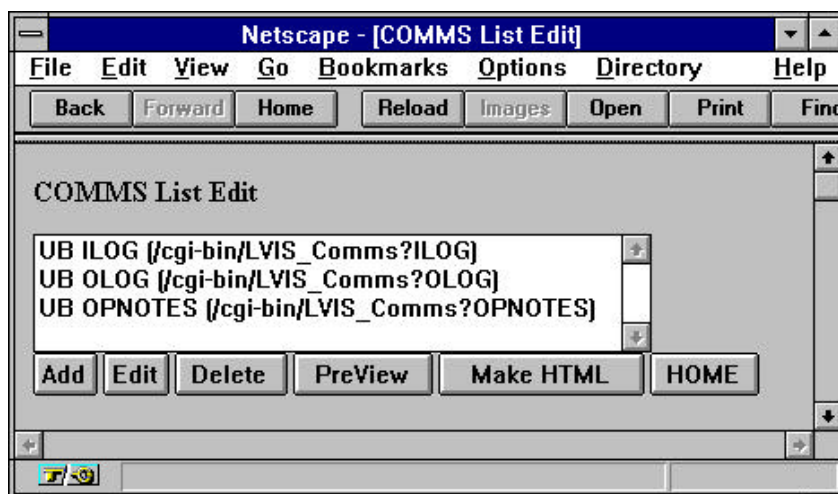 Netscape - [COMMS List Edit]
File Edit View Go Bookmarks Options Directory Help
Back Forward Home Reload Images Open Print Find
COMMS List Edit
UB ILOG (/cgi-bin/LVIS_Comms?ILOG)
UB OLOG (/cgi-bin/LVIS_Comms?OLOG)
UB OPNOTES (/cgi-bin/LVIS_Comms?OPNOTES)
Add Edit Delete PreView Make HTML HOME